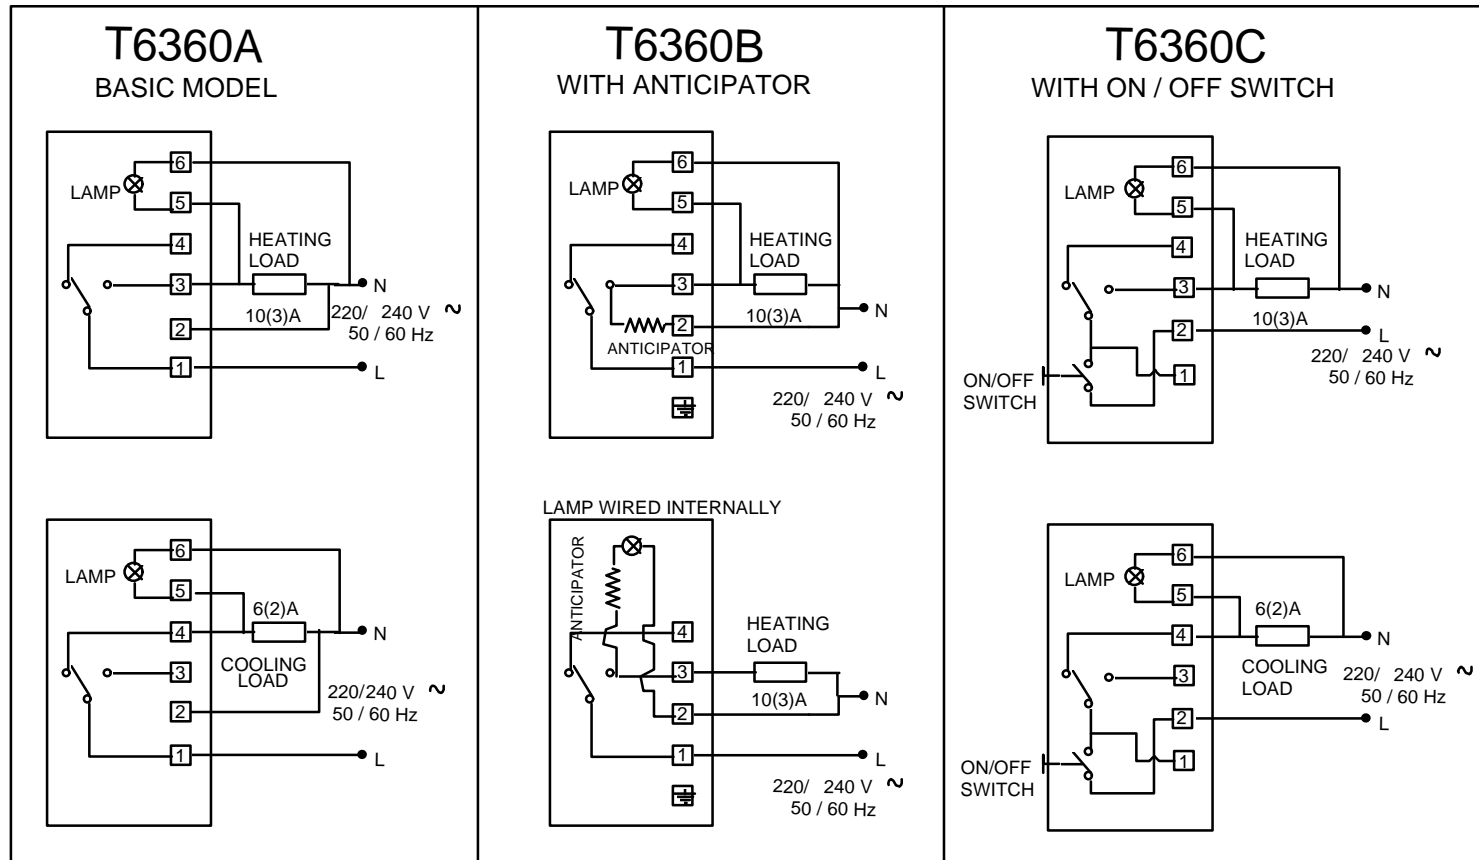 T6360A
BASIC MODEL
6
LAMP
5
4
HEATING
LOAD
3
N
10(3)A
220/ 240 V ~
50 / 60 Hz
2
1
L
6
LAMP
5
6(2)A
4
N
COOLING
LOAD
3
220/240 V ~
50 / 60 Hz
2
1
L
T6360B
WITH ANTICIPATOR
6
LAMP
5
4
HEATING
LOAD
3
N
10(3)A
2
ANTICIPATOR
1
L
220/ 240 V ~
50 / 60 Hz
LAMP WIRED INTERNALLY
ANTICIPATOR
HEATING
LOAD
4
3
N
10(3)A
2
1
L
220/ 240 V ~
50 / 60 Hz
T6360C
WITH ON / OFF SWITCH
6
LAMP
5
4
HEATING
LOAD
3
N
10(3)A
2
L
220/ 240 V ~
50 / 60 Hz
1
ON/OFF
SWITCH
6
LAMP
5
6(2)A
4
N
COOLING
LOAD
3
220/ 240 V ~
50 / 60 Hz
2
L
1
ON/OFF
SWITCH